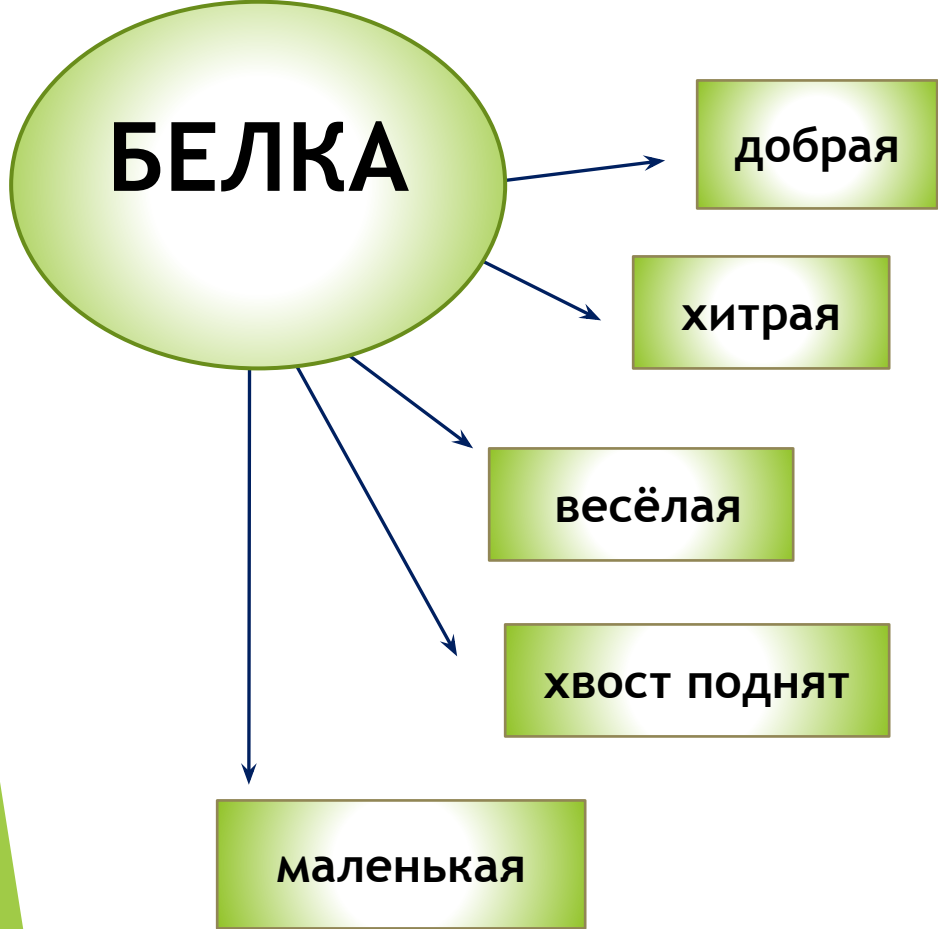 БЕЛКА
добрая
хитрая
весёлая
хвост поднят
маленькая